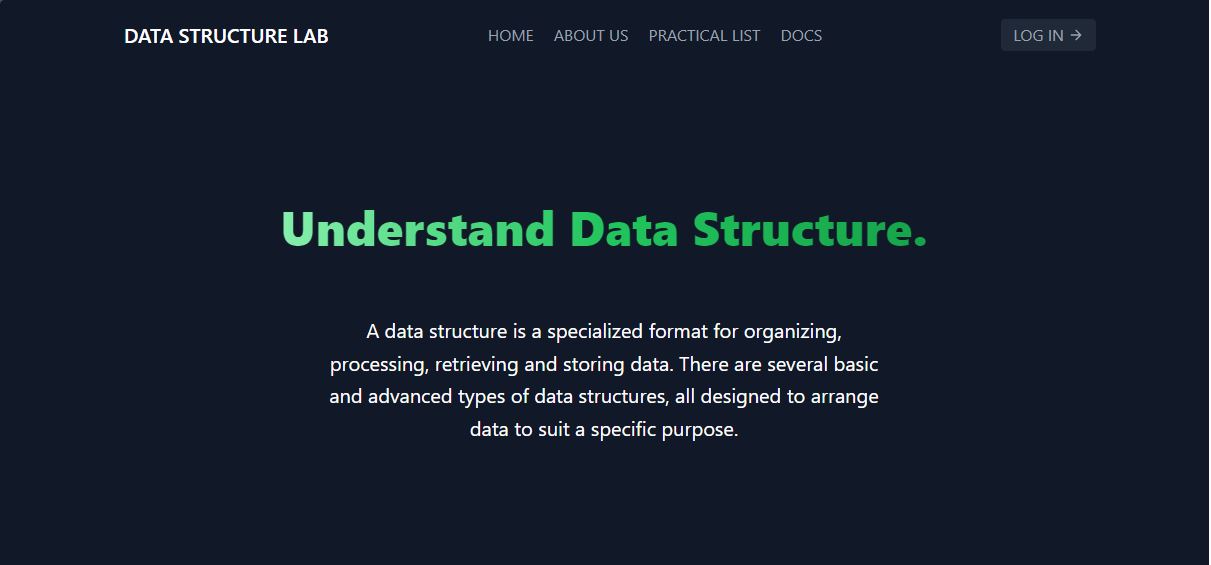 DATA STRUCTURE LAB
HOME ABOUT US PRACTICAL LIST DOCS
LOG IN →
Understand Data Structure.
A data structure is a specialized format for organizing,
processing, retrieving and storing data. There are several basic
and advanced types of data structures, all designed to arrange
data to suit a specific purpose.